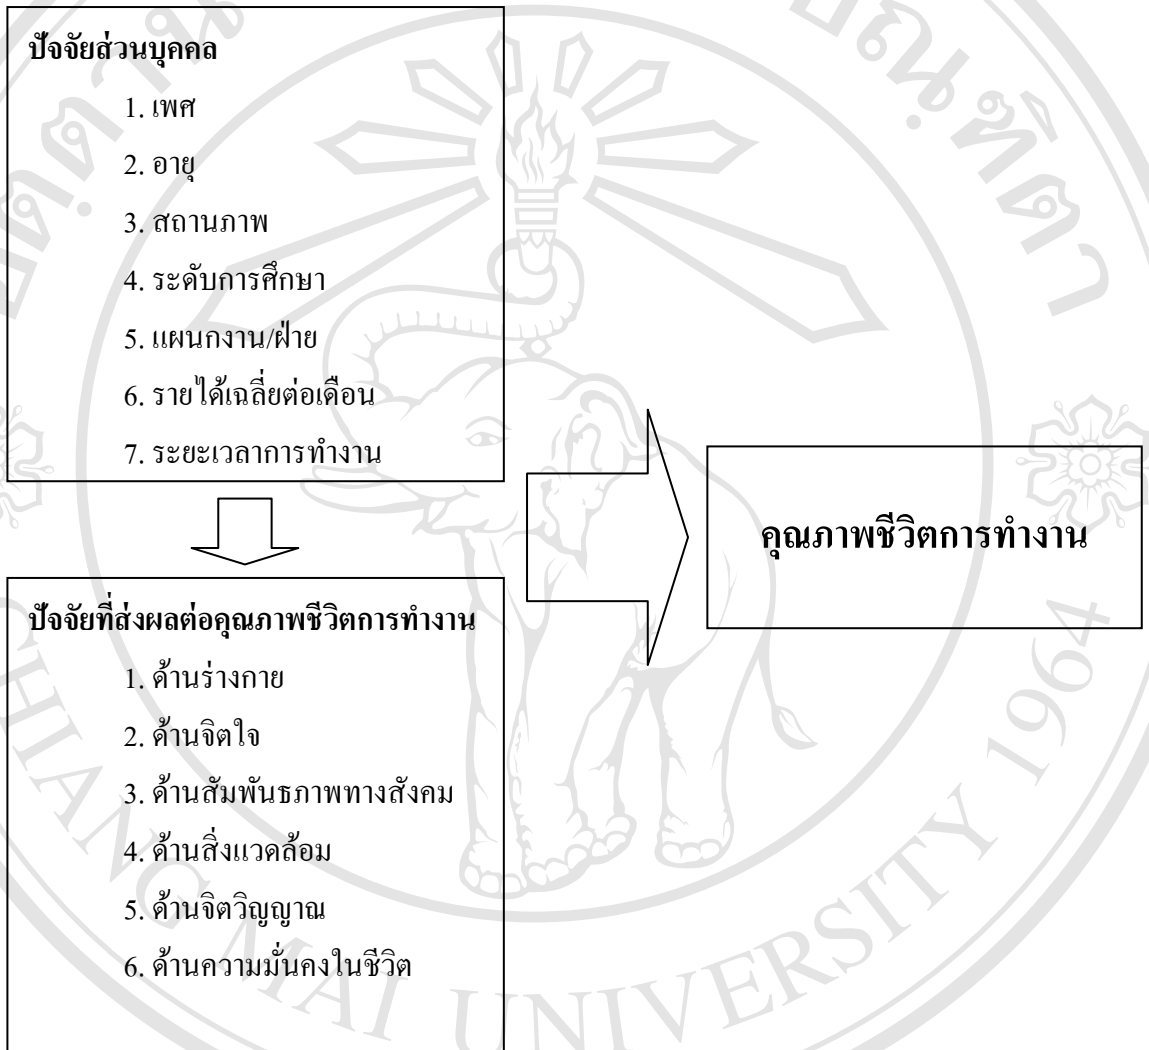 ปัจจัยส่วนบุคคล
1. เพศ
2. อายุ
3. สถานภาพ
4. ระดับการศึกษา
5. แผนกงาน/ฝ่าย
6. รายได้เฉลี่ยต่อเดือน
7. ระยะเวลาการทำงาน
คุณภาพชีวิตการทำงาน
ปัจจัยที่ส่งผลต่อคุณภาพชีวิตการทำงาน
1. ด้านร่างกาย
2. ด้านจิตใจ
3. ด้านสัมพันธภาพทางสังคม
4. ด้านสิ่งแวดล้อม
5. ด้านจิตวิญญาณ
6. ด้านความมั่นคงในชีวิต
CHIANG MAI UNIVERSITY 1964